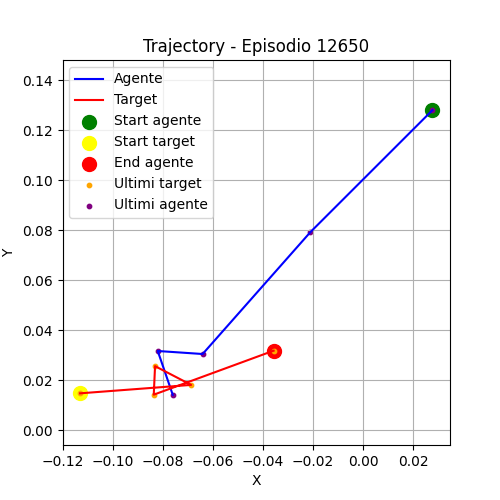 Trajectory - Episodio 12650
Agente
Target
Start agente
Start target
End agente
Ultimi target
Ultimi agente
0.14
0.12
0.10
0.08
0.06
0.04
0.02
0.00
Y
−0.12 −0.10 −0.08 −0.06 −0.04 −0.02 0.00 0.02
X